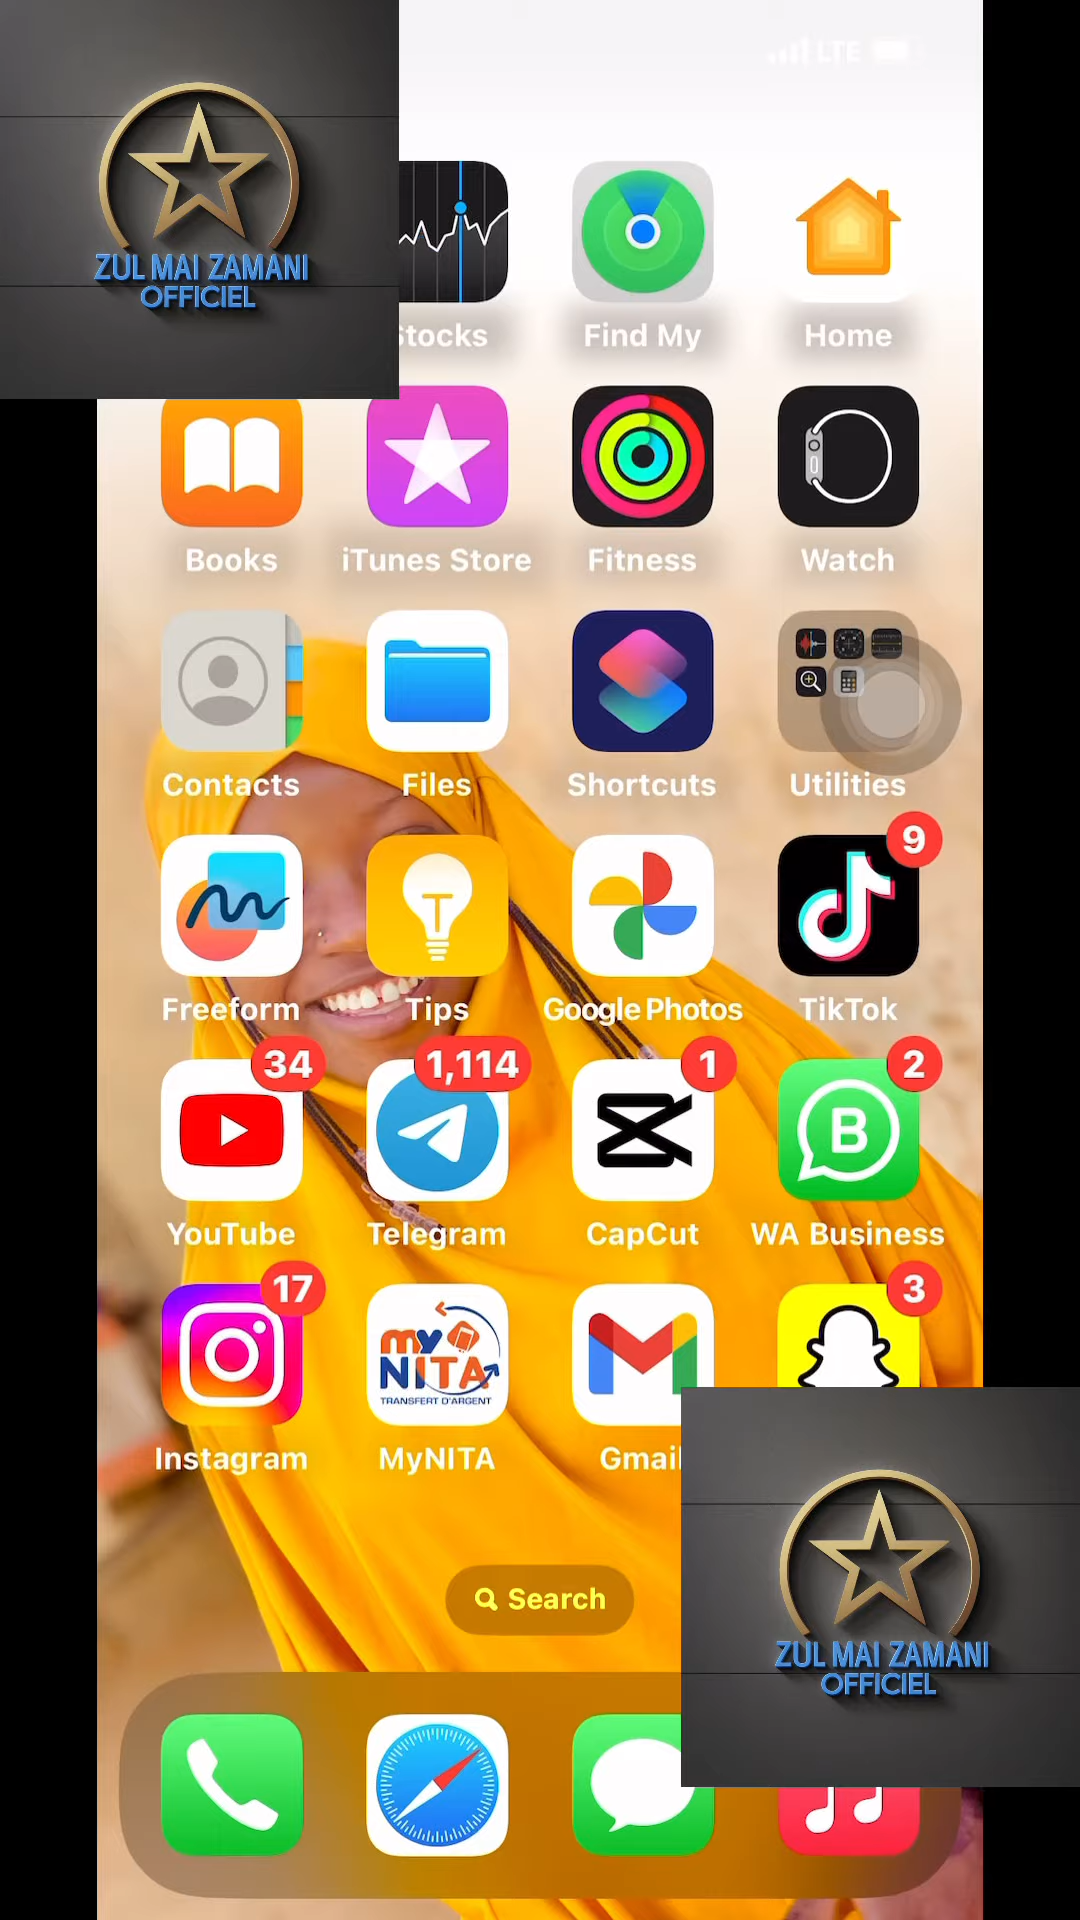 LTE
ZUL MAI ZAMANI
OFFICIEL
Stocks
Find My
Home
Books
iTunes Store
Fitness
Watch
Contacts
Files
Shortcuts
Utilities
9
Freeform
Tips
Google Photos
TikTok
34
1,114
1
2
B
YouTube
Telegram
CapCut
WA Business
17
3
my
NITA
TRANSFERT D'ARGENT
Instagram
MyNITA
Gmail
Search
ZUL MAI ZAMANI
OFFICIEL